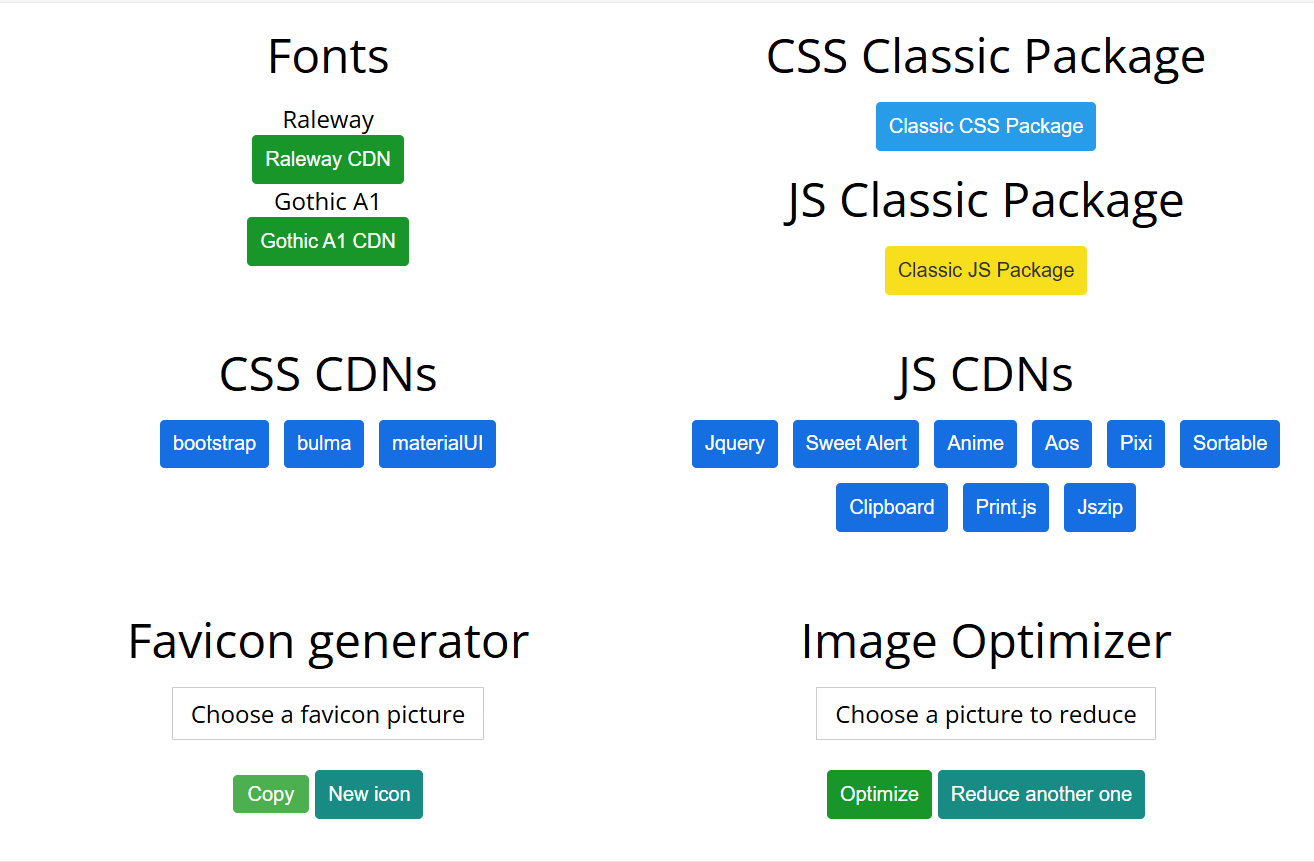 Fonts
Raleway
Raleway CDN
Gothic A1
Gothic A1 CDN
CSS Classic Package
Classic CSS Package
JS Classic Package
Classic JS Package
CSS CDNs
bootstrap bulma materialUI
JS CDNs
Jquery Sweet Alert Anime Aos Pixi Sortable
Clipboard Print.js Jszip
Favicon generator
Choose a favicon picture
Copy New icon
Image Optimizer
Choose a picture to reduce
Optimize Reduce another one